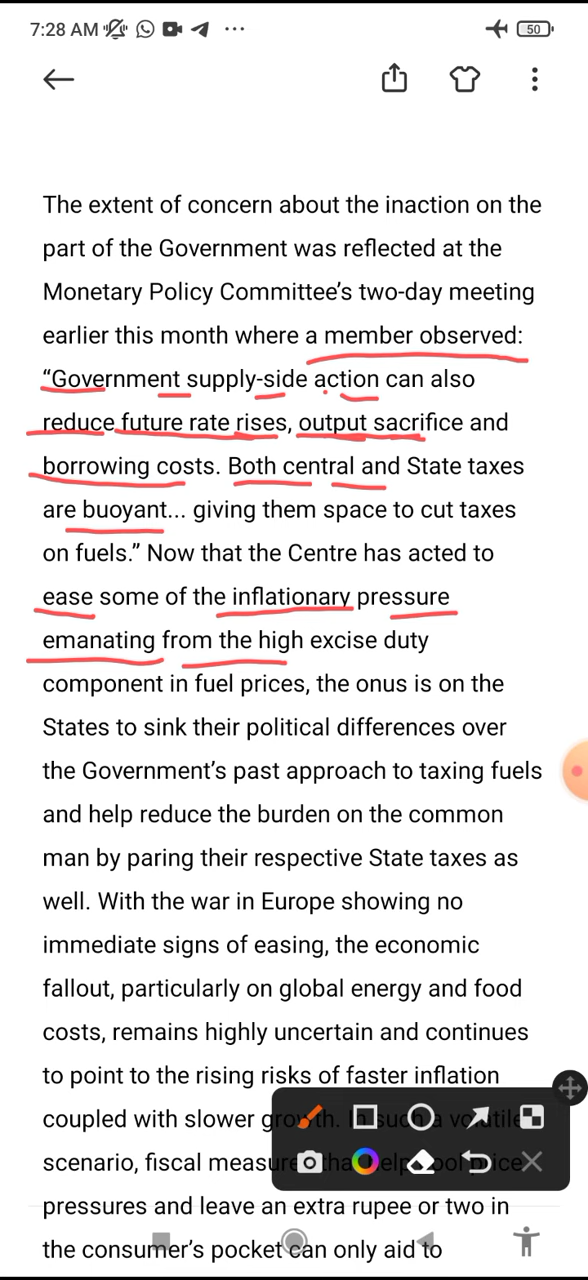 7:28 AM
50
The extent of concern about the inaction on the
part of the Government was reflected at the
Monetary Policy Committee’s two-day meeting
earlier this month where a member observed:
“Government supply-side action can also
reduce future rate rises, output sacrifice and
borrowing costs. Both central and State taxes
are buoyant... giving them space to cut taxes
on fuels.” Now that the Centre has acted to
ease some of the inflationary pressure
emanating from the high excise duty
component in fuel prices, the onus is on the
States to sink their political differences over
the Government’s past approach to taxing fuels
and help reduce the burden on the common
man by paring their respective State taxes as
well. With the war in Europe showing no
immediate signs of easing, the economic
fallout, particularly on global energy and food
costs, remains highly uncertain and continues
to point to the rising risks of faster inflation
coupled with slower growth. In such a volatile
scenario, fiscal measures that help cool price
pressures and leave an extra rupee or two in
the consumer’s pocket can only aid to